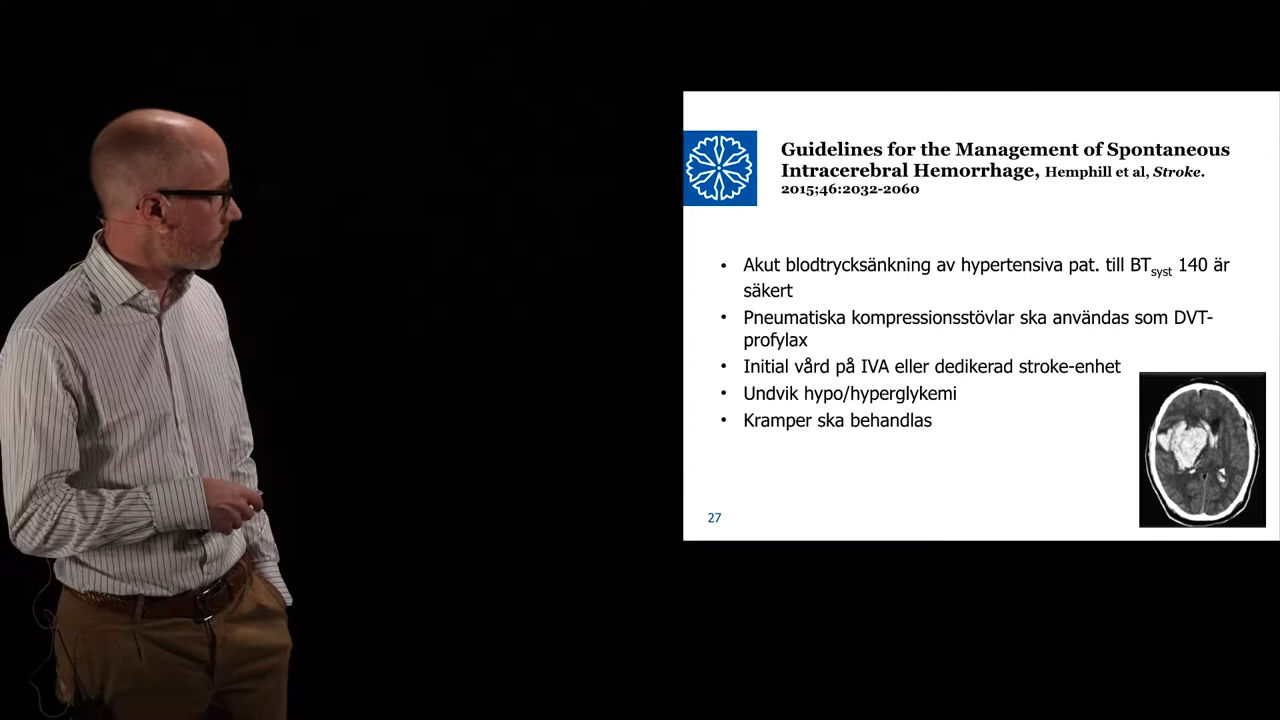 Guidelines for the Management of Spontaneous
Intracerebral Hemorrhage, Hemphill et al, Stroke.
2015;46:2032-2060
• Akut blodtrycksänkning av hypertensiva pat. till BTsyst 140 är
säkert
• Pneumatiska kompressionsstövlar ska användas som DVT-
profylax
• Initial vård på IVA eller dedikerad stroke-enhet
• Undvik hypo/hyperglykemi
• Kramper ska behandlas
27